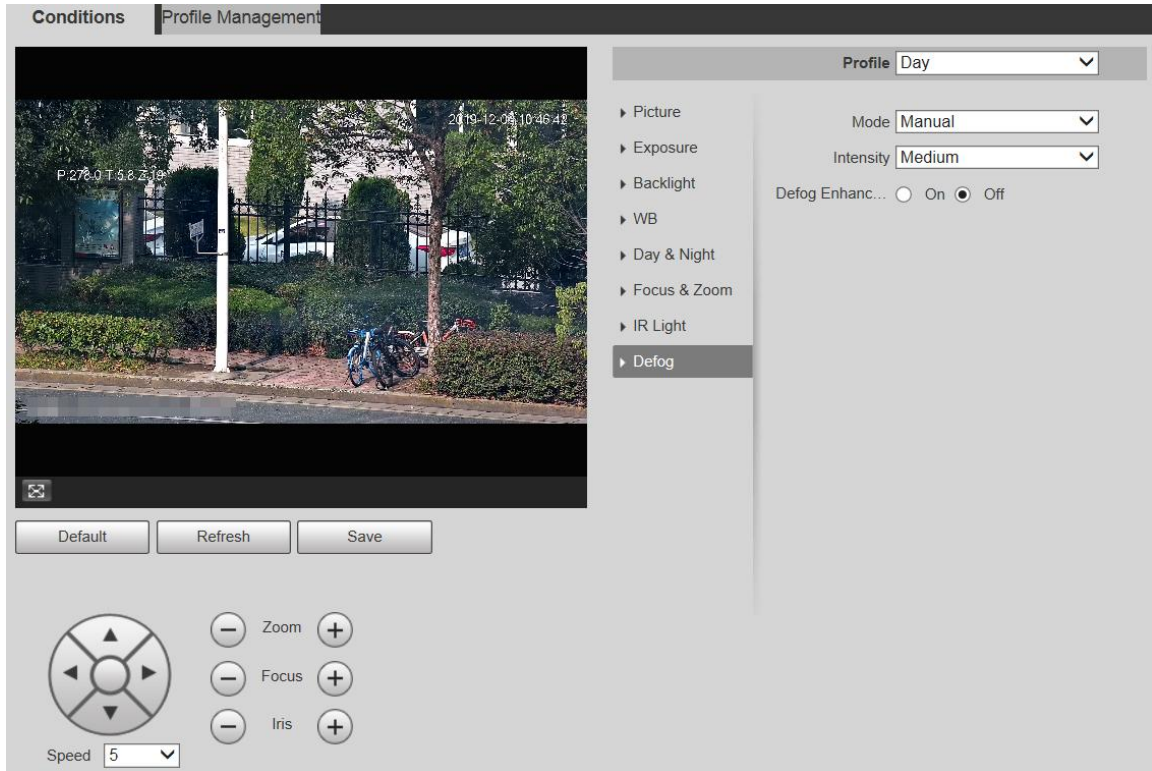 Conditions
Profile Management
Profile Day
2019-12-04 10:46:42
P:278.0 T:5.8 Z:19
Picture
Exposure
Backlight
WB
Day & Night
Focus & Zoom
IR Light
Defog
Mode Manual
Intensity Medium
Defog Enhanc... On Off
Default Refresh Save
Zoom
Focus
Iris
Speed 5